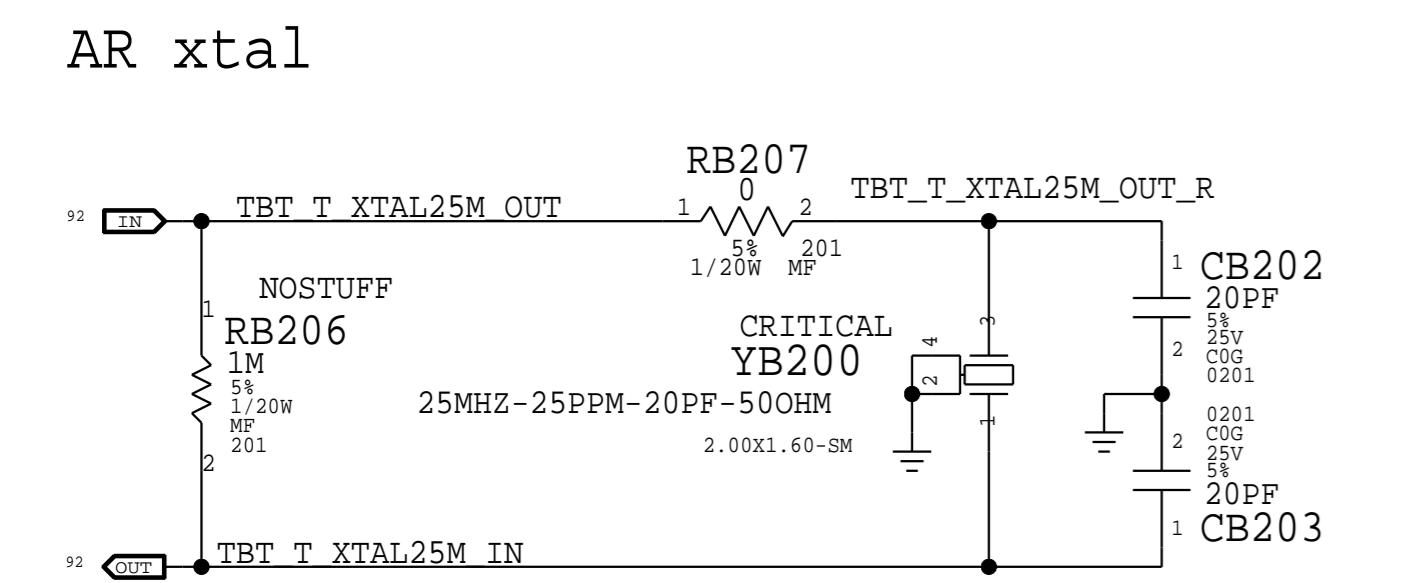 AR xtal
RB207
0
TBT_T_XTAL25M_OUT_R
92
IN
TBT_T_XTAL25M_OUT
1
2
5%
201
1/20W
MF
1
CB202
20PF
5%
25V
C0G
0201
2
NOSTUFF
1
RB206
1M
5%
1/20W
MF
201
2
CRITICAL
YB200
25MHZ-25PPM-20PF-50OHM
2.00X1.60-SM
4
2
3
1
0201
C0G
25V
5%
20PF
CB203
2
1
92
OUT
TBT_T_XTAL25M_IN